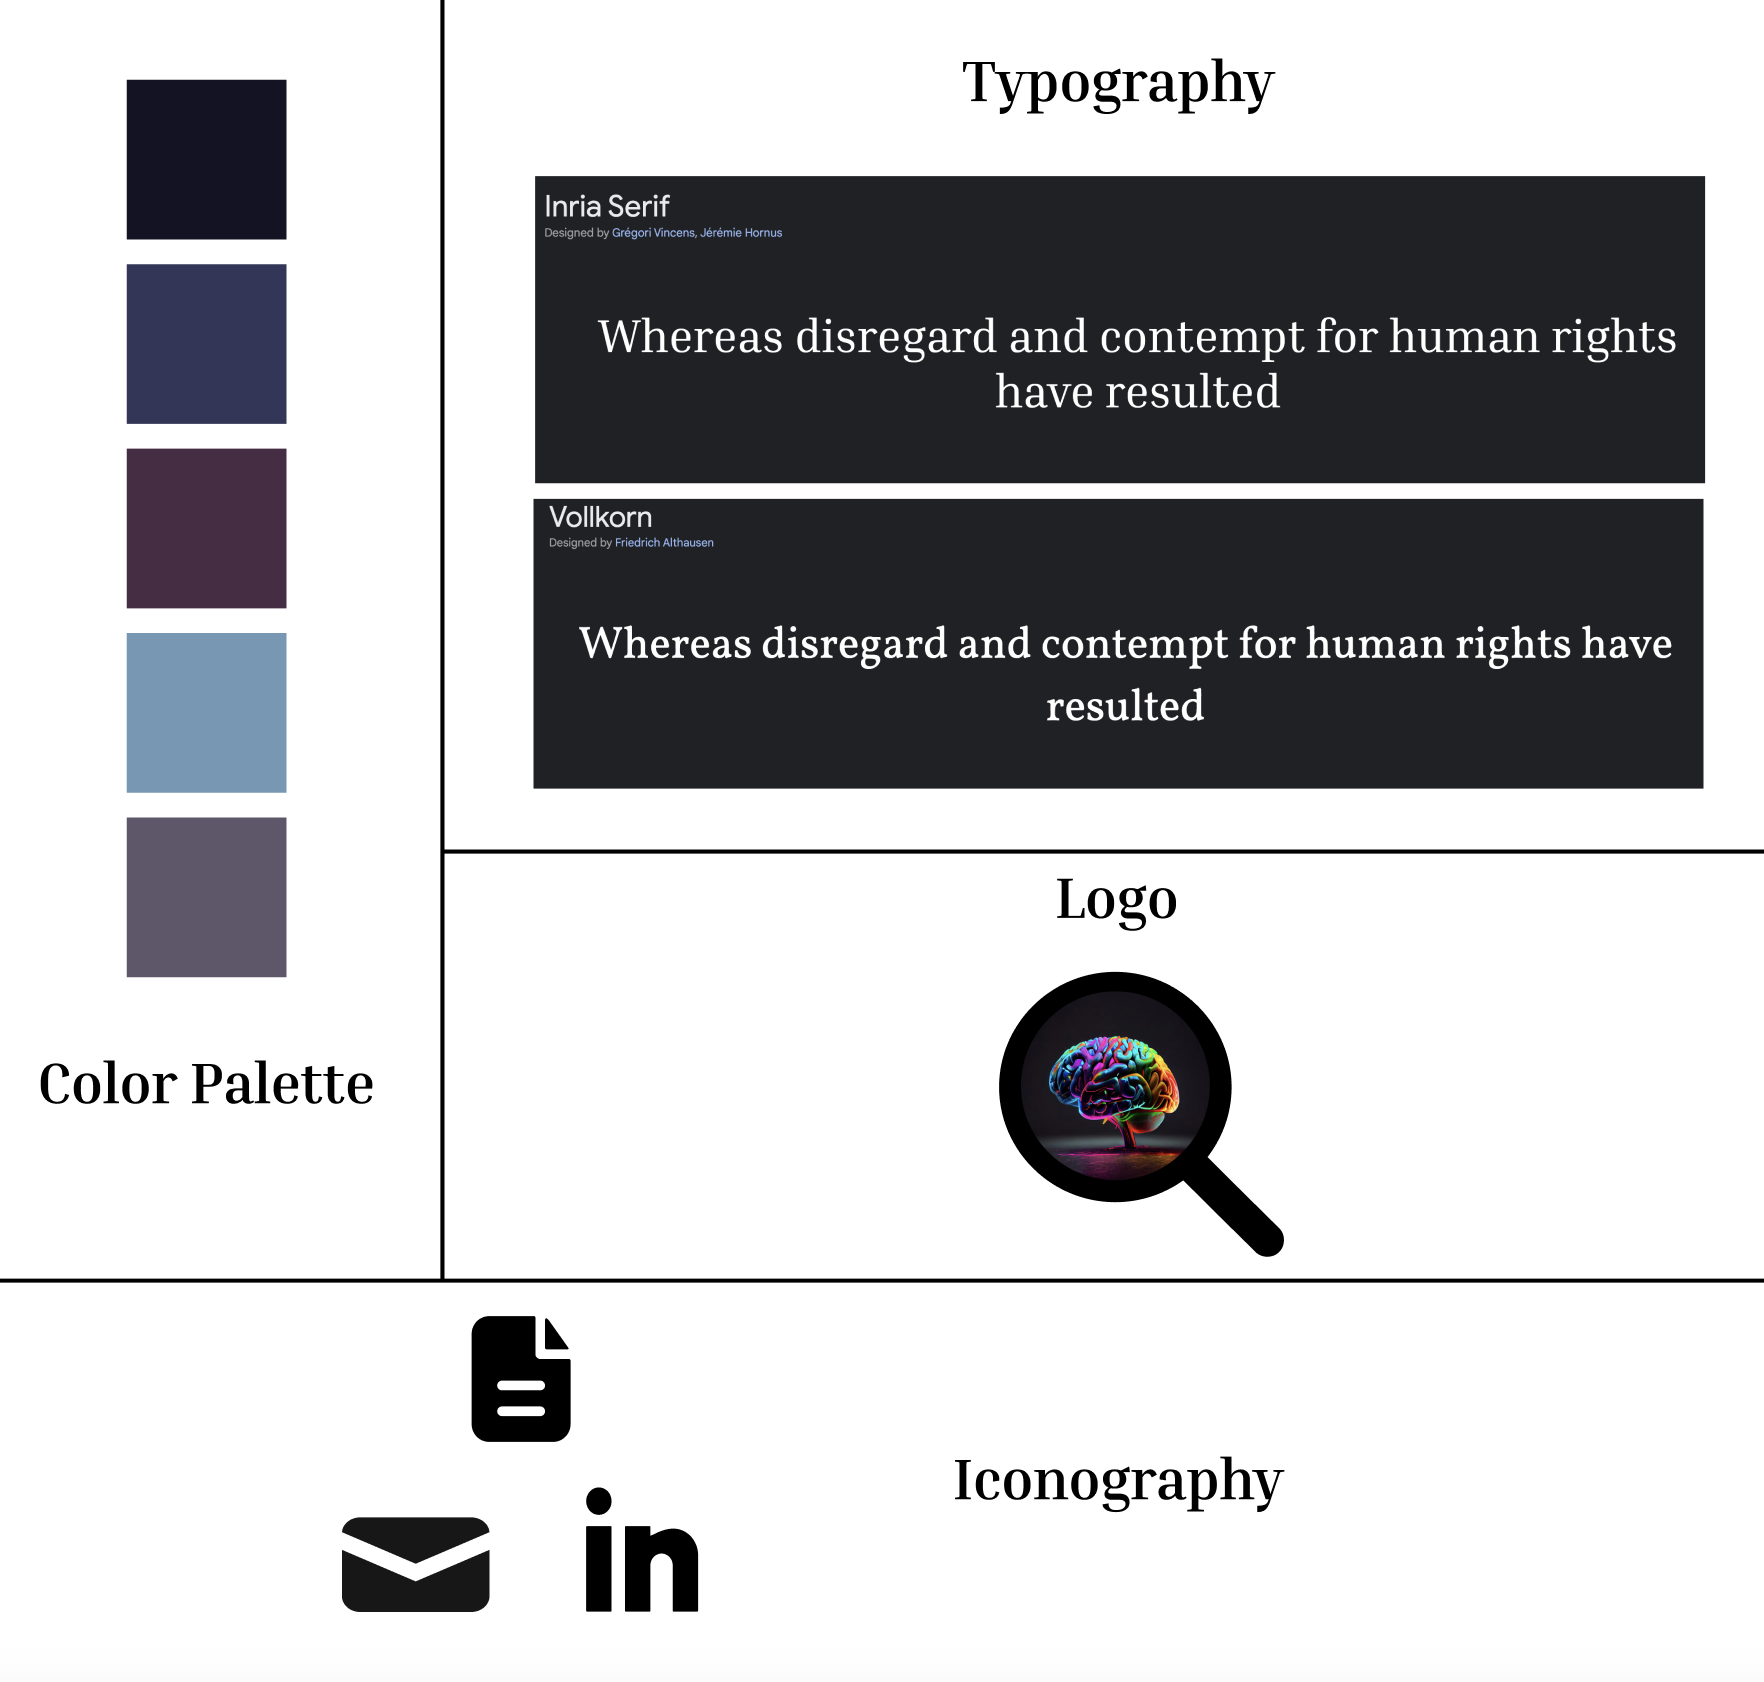 Typography
Inria Serif
Designed by Grégori Vincens, Jérémie Hornus
Whereas disregard and contempt for human rights
have resulted
Vollkorn
Designed by Friedrich Althausen
Whereas disregard and contempt for human rights have
resulted
Color Palette
Logo
in
Iconography